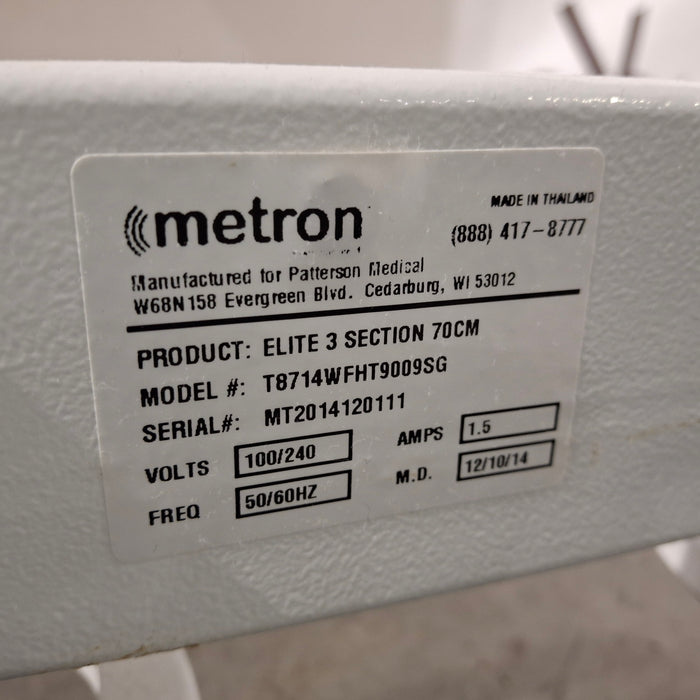 metron
MADE IN THAILAND
(888) 417-8777
Manufactured for Patterson Medical
W68N158 Evergreen Blvd. Cedarburg, WI 53012
PRODUCT: ELITE 3 SECTION 70CM
MODEL #: T8714WFHT9009SG
SERIAL#: MT2014120111
VOLTS 100/240 AMPS 1.5
FREQ 50/60HZ M.D. 12/10/14